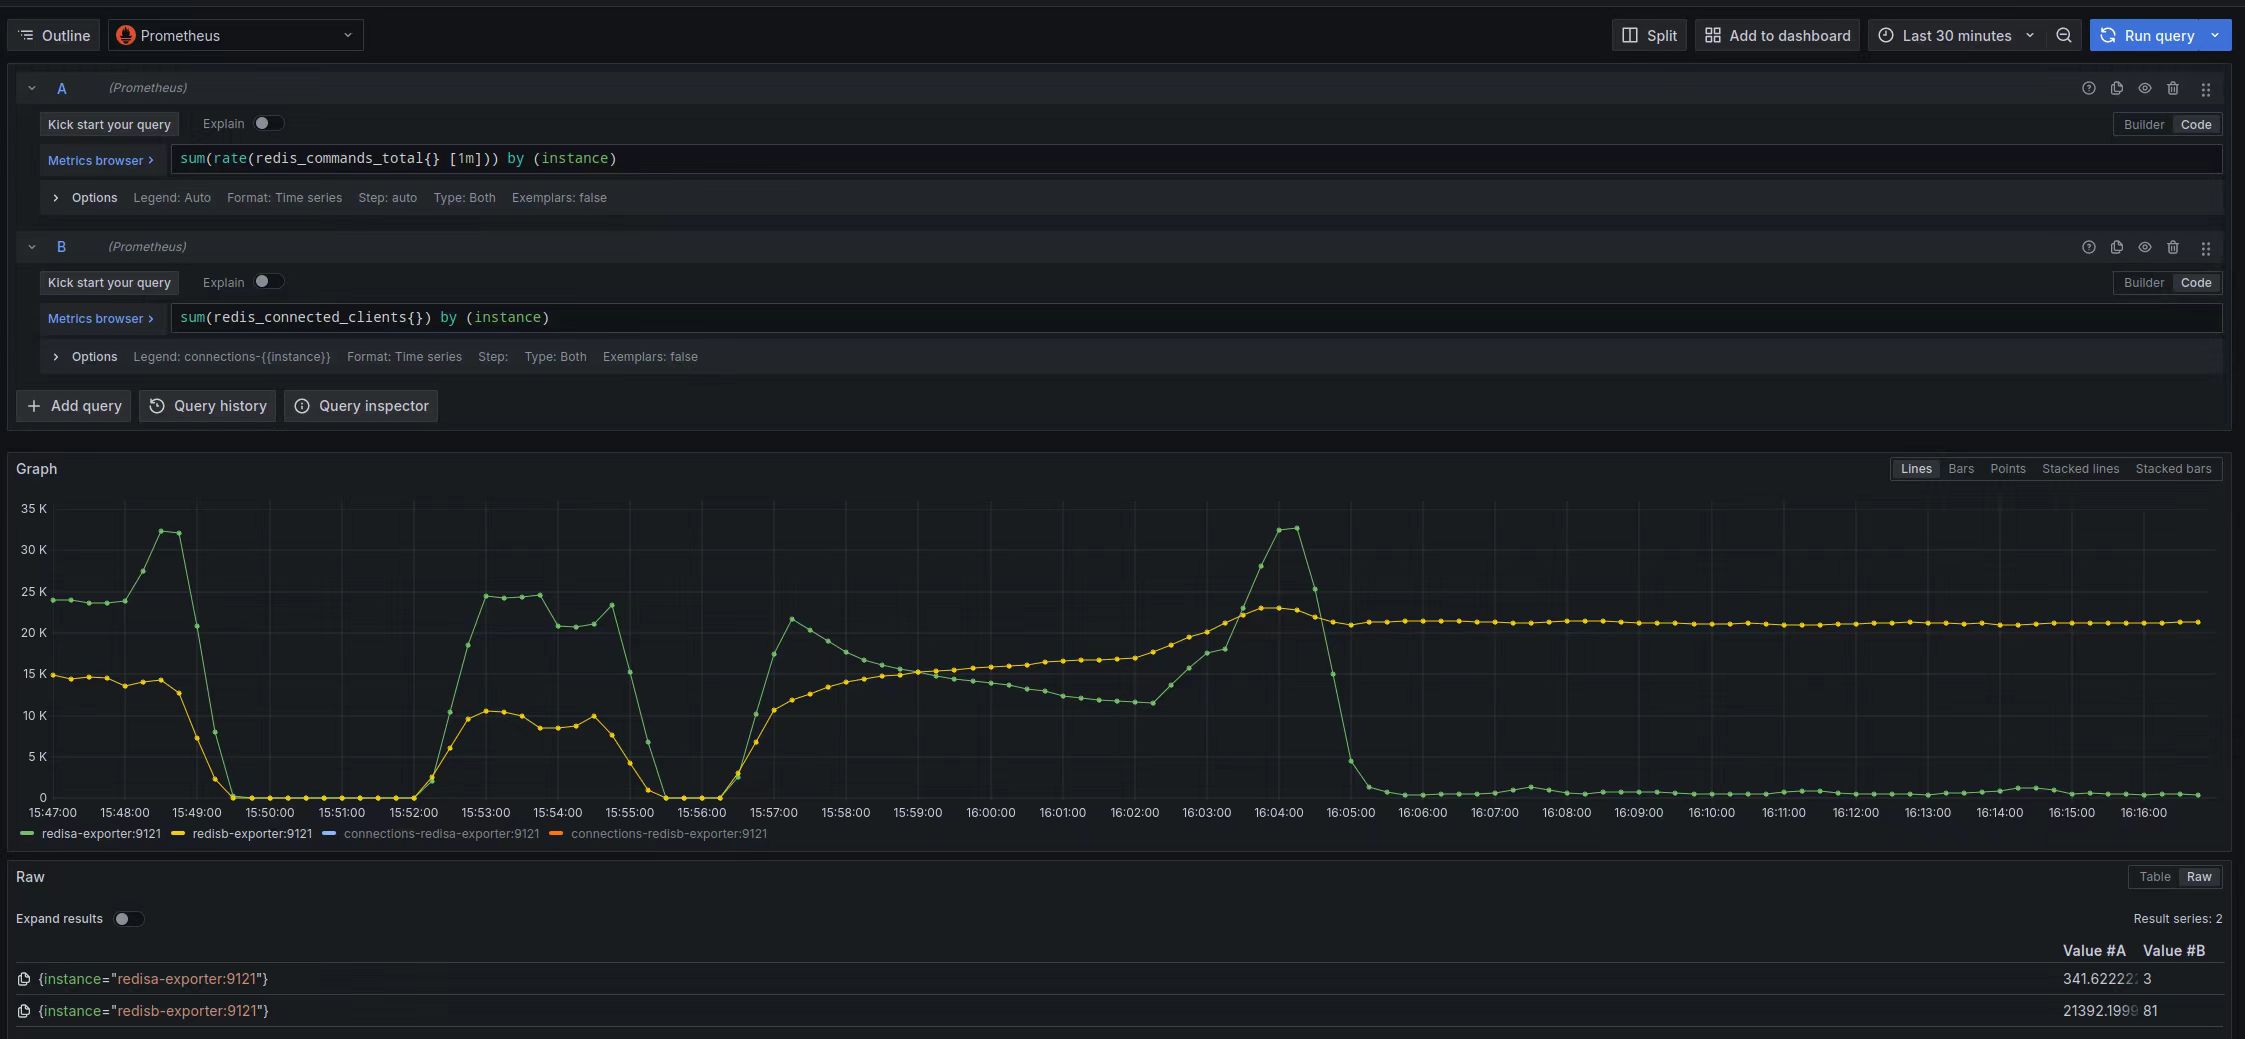 Outline Prometheus Split Add to dashboard Last 30 minutes Run query
A (Prometheus)
Kick start your query Explain Builder Code
Metrics browser > sum(rate(redis_commands_total{} [1m])) by (instance)
> Options Legend: Auto Format: Time series Step: auto Type: Both Exemplars: false
B (Prometheus)
Kick start your query Explain Builder Code
Metrics browser > sum(redis_connected_clients{}) by (instance)
> Options Legend: connections-{{instance}} Format: Time series Step: Type: Both Exemplars: false
+ Add query Query history Query inspector
Graph Lines Bars Points Stacked lines Stacked bars
35 K
30 K
25 K
20 K
15 K
10 K
5 K
0
15:47:00 15:48:00 15:49:00 15:50:00 15:51:00 15:52:00 15:53:00 15:54:00 15:55:00 15:56:00 15:57:00 15:58:00 15:59:00 16:00:00 16:01:00 16:02:00 16:03:00 16:04:00 16:05:00 16:06:00 16:07:00 16:08:00 16:09:00 16:10:00 16:11:00 16:12:00 16:13:00 16:14:00 16:15:00 16:16:00
redisa-exporter:9121 redisb-exporter:9121 connections-redisa-exporter:9121 connections-redisb-exporter:9121
Raw Table Raw
Expand results Result series: 2
Value #A Value #B
{instance="redisa-exporter:9121"} 341.62222 3
{instance="redisb-exporter:9121"} 21392.1999 81